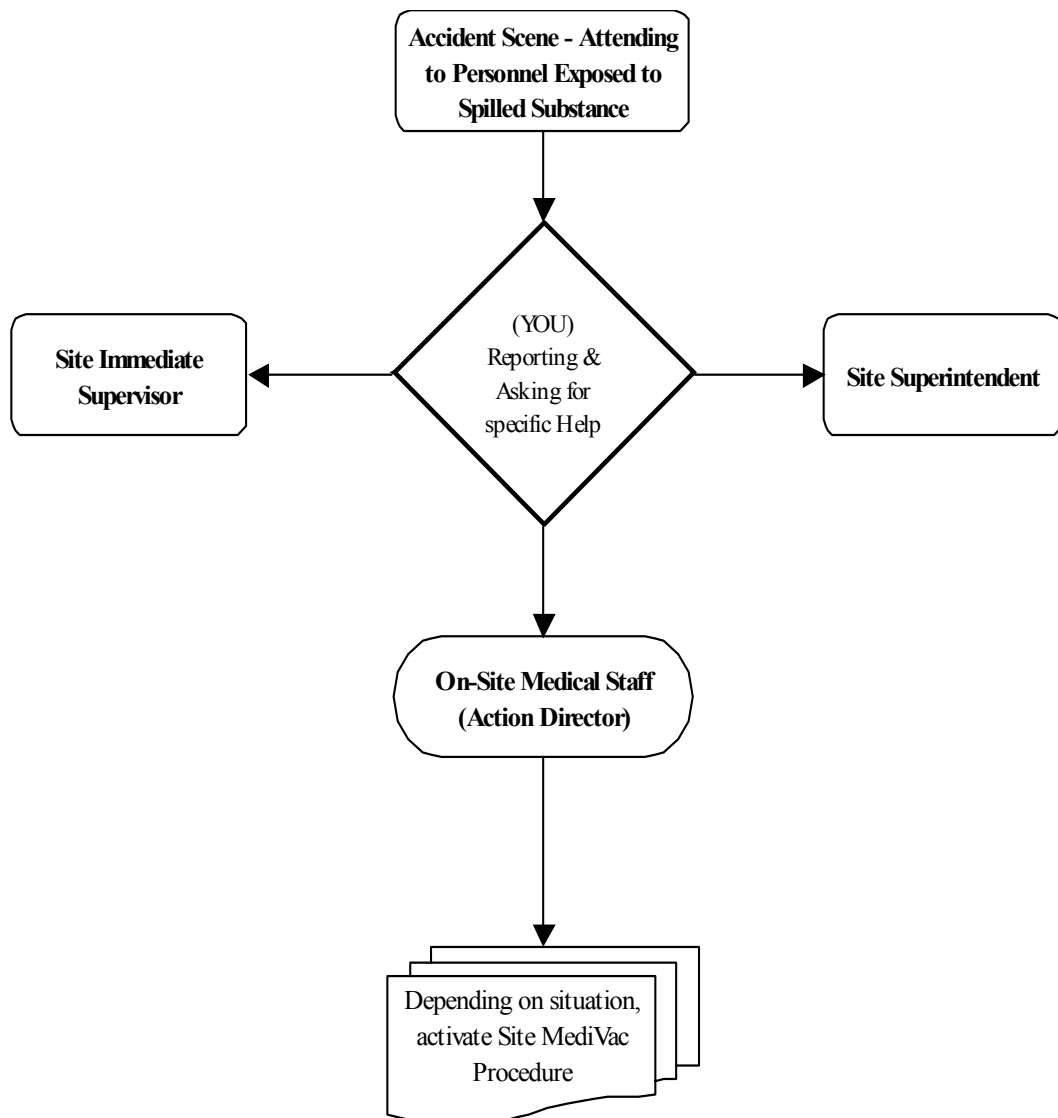 Accident Scene - Attending
to Personnel Exposed to
Spilled Substance
(YOU)
Reporting &
Asking for
specific Help
Site Immediate
Supervisor
Site Superintendent
On-Site Medical Staff
(Action Director)
Depending on situation,
activate Site MediVac
Procedure